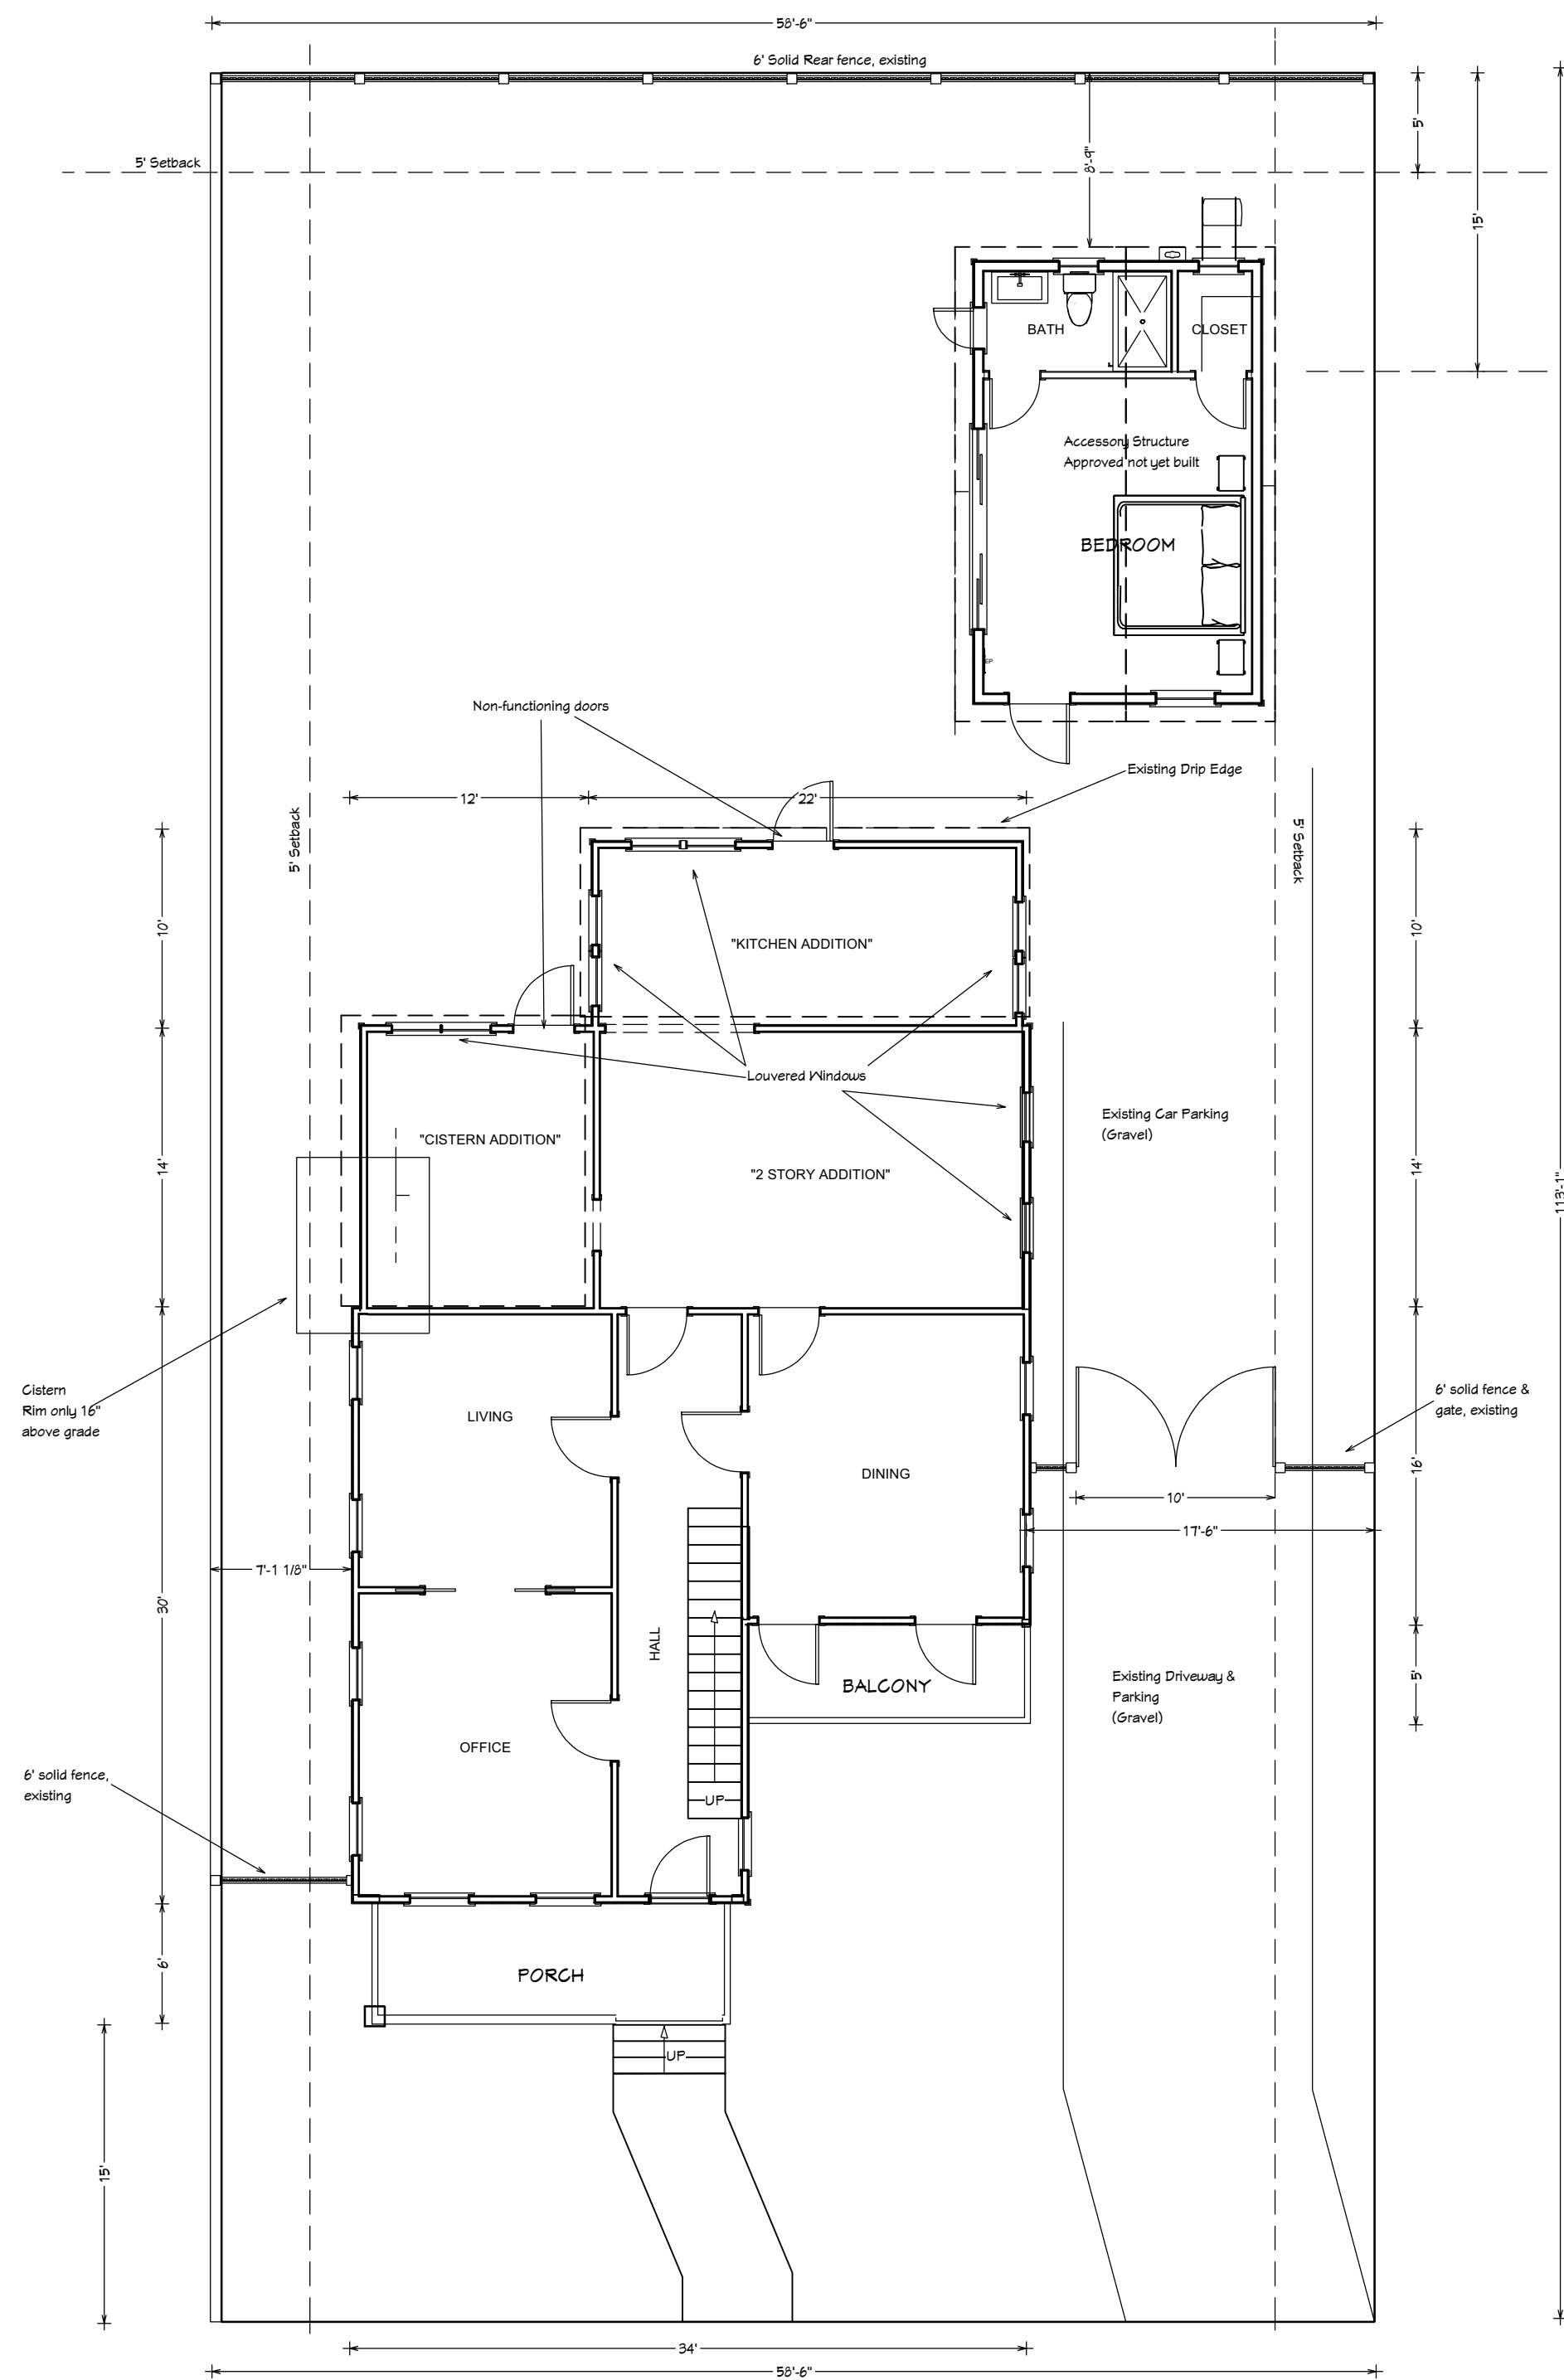 58'-6"
6' Solid Rear fence, existing
5'
8'-9"
5' Setback
15'
BATH
CLOSET
Accessory Structure
Approved not yet built
BEDROOM
Non-functioning doors
Existing Drip Edge
12'
22'
5' Setback
5' Setback
10'
"KITCHEN ADDITION"
10'
Louvered Windows
Existing Car Parking
(Gravel)
"CISTERN ADDITION"
14'
"2 STORY ADDITION"
14'
113'-1"
Cistern
Rim only 16"
above grade
LIVING
6' solid fence &
gate, existing
DINING
16'
10'
17'-6"
7'-1 1/8"
30'
HALL
5'
BALCONY
Existing Driveway &
Parking
(Gravel)
OFFICE
6' solid fence,
existing
UP
6'
PORCH
UP
15'
34'
58'-6"